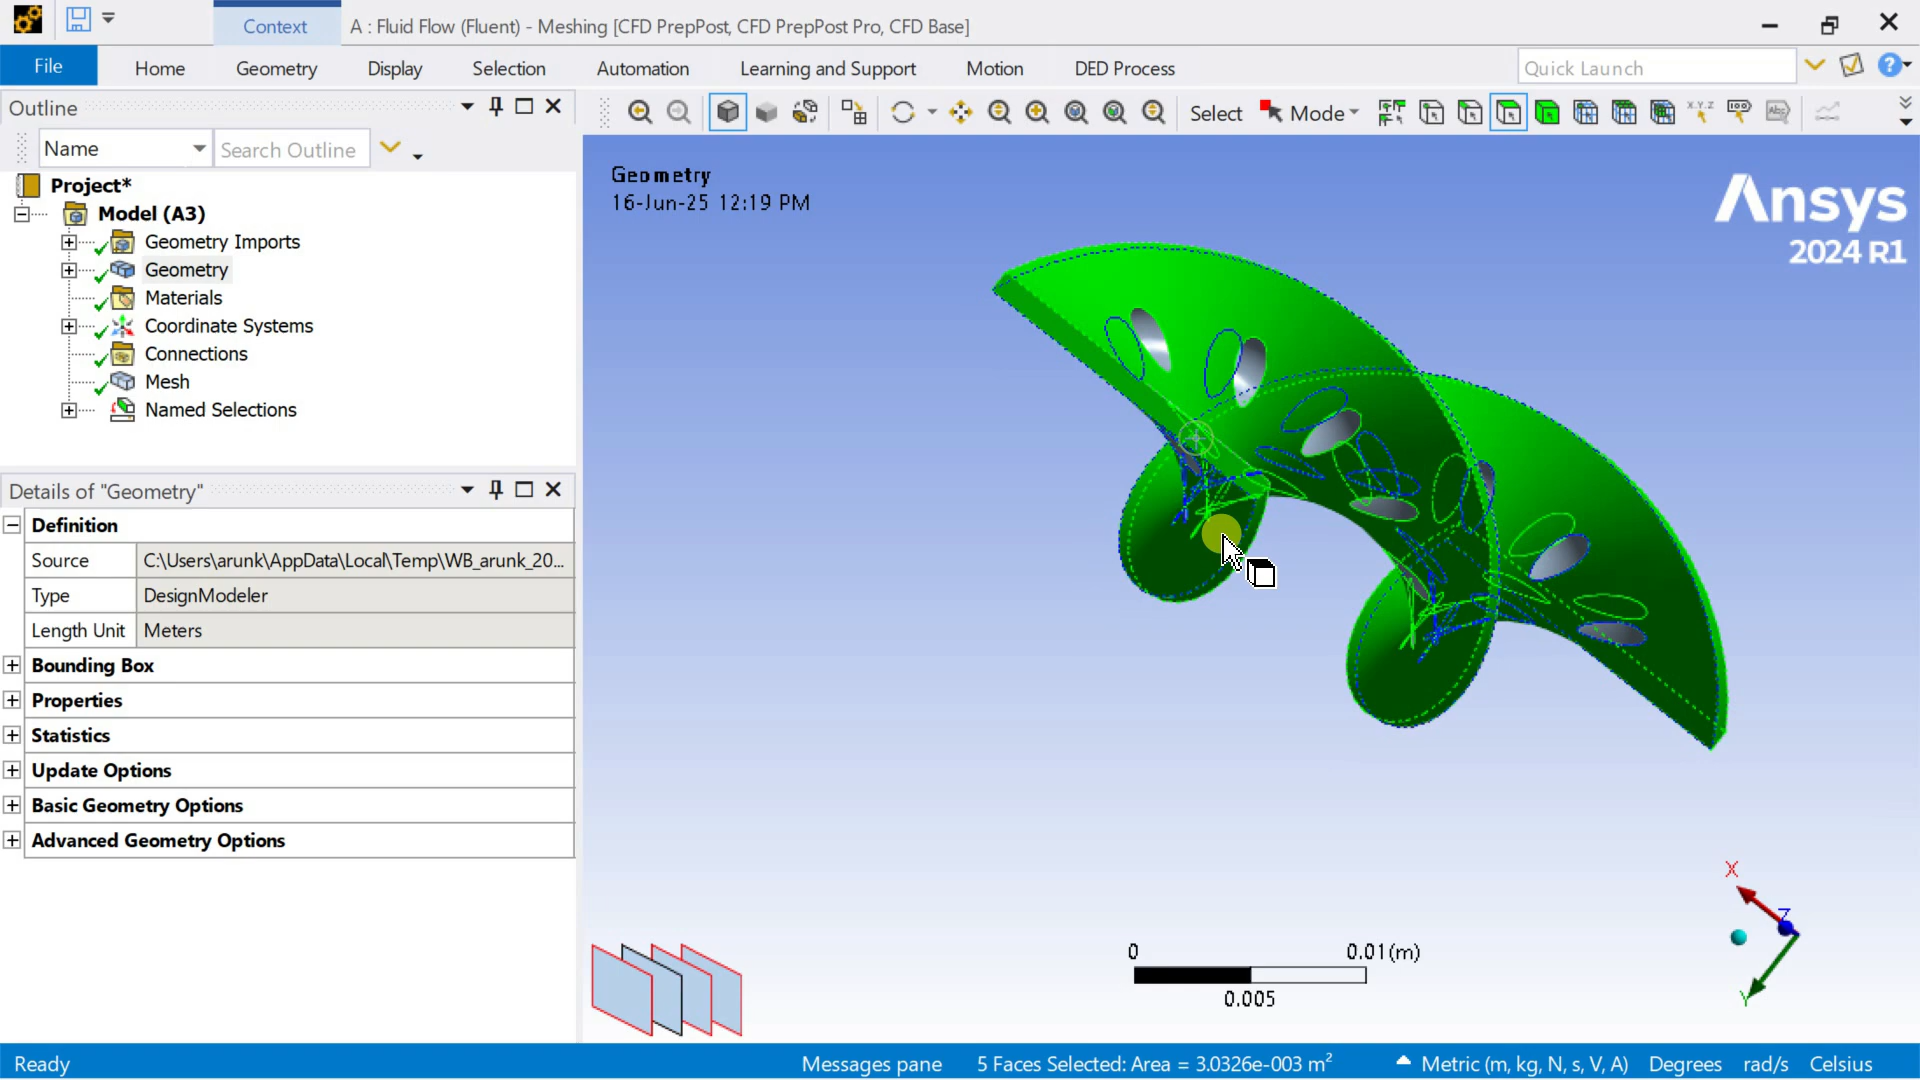 Context
A : Fluid Flow (Fluent) - Meshing [CFD PrepPost, CFD PrepPost Pro, CFD Base]
File
Home
Geometry
Display
Selection
Automation
Learning and Support
Motion
DED Process
Quick Launch
Outline
Select
Mode
Name
Search Outline
Project*
Model (A3)
Geometry Imports
Geometry
Materials
Coordinate Systems
Connections
Mesh
Named Selections
Geometry
16-Jun-25 12:19 PM
Ansys
2024 R1
Details of "Geometry"
Definition
Source C:\Users\arunk\AppData\Local\Temp\WB_arunk_20...
Type DesignModeler
Length Unit Meters
Bounding Box
Properties
Statistics
Update Options
Basic Geometry Options
Advanced Geometry Options
X
Z
Y
0 0.01(m)
0.005
Ready
Messages pane
5 Faces Selected: Area = 3.0326e-003 m²
Metric (m, kg, N, s, V, A)
Degrees
rad/s
Celsius